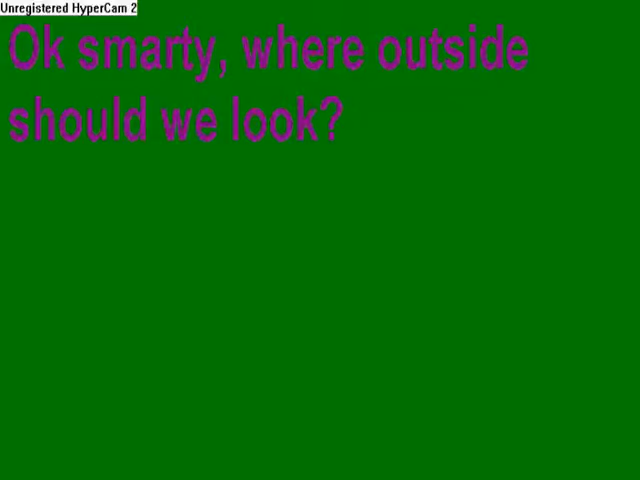 Unregistered HyperCam 2
Ok smarty, where outside
should we look?